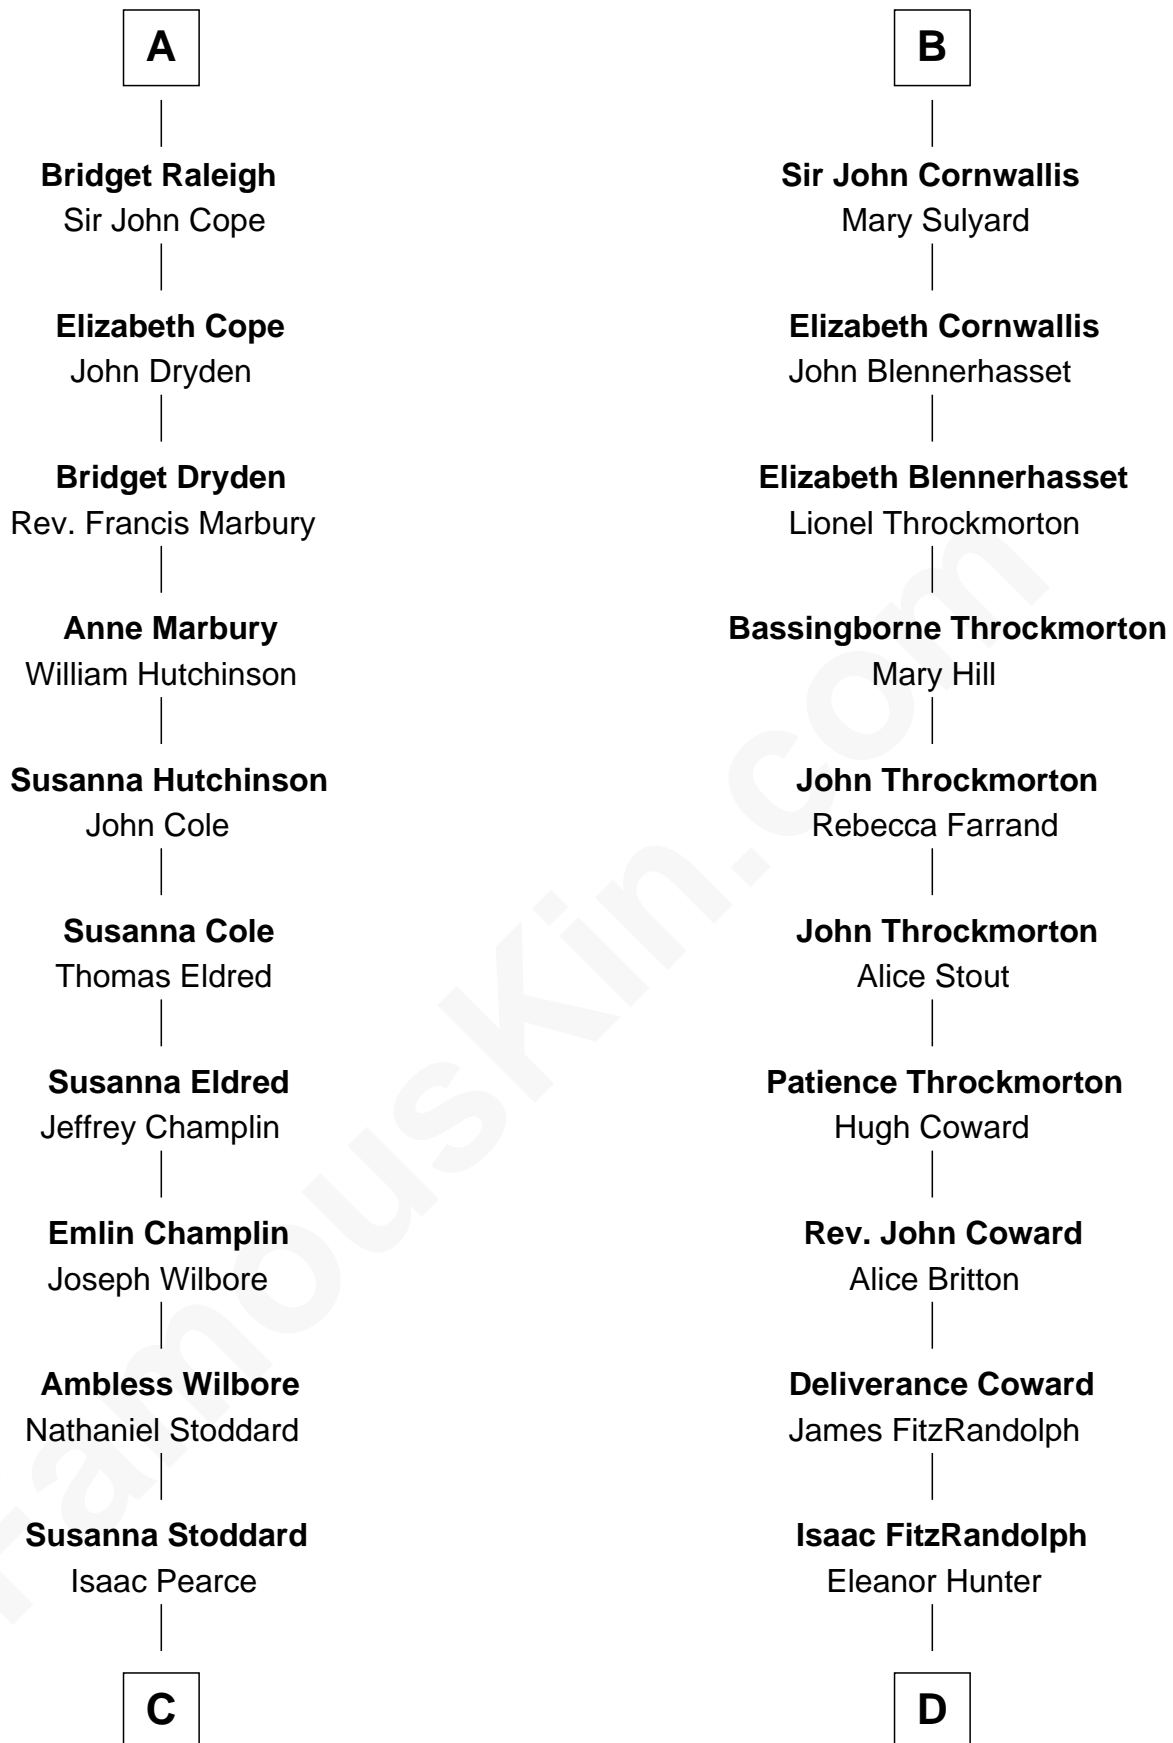 A
Bridget Raleigh
Sir John Cope
Elizabeth Cope
John Dryden
Bridget Dryden
Rev. Francis Marbury
Anne Marbury
William Hutchinson
Susanna Hutchinson
John Cole
Susanna Cole
Thomas Eldred
Susanna Eldred
Jeffrey Champlin
Emlin Champlin
Joseph Wilbore
Ambless Wilbore
Nathaniel Stoddard
Susanna Stoddard
Isaac Pearce
C
B
Sir John Cornwallis
Mary Sulyard
Elizabeth Cornwallis
John Blennerhasset
Elizabeth Blennerhasset
Lionel Throckmorton
Bassingborne Throckmorton
Mary Hill
John Throckmorton
Rebecca Farrand
John Throckmorton
Alice Stout
Patience Throckmorton
Hugh Coward
Rev. John Coward
Alice Britton
Deliverance Coward
James FitzRandolph
Isaac FitzRandolph
Eleanor Hunter
D
FamousKin.com